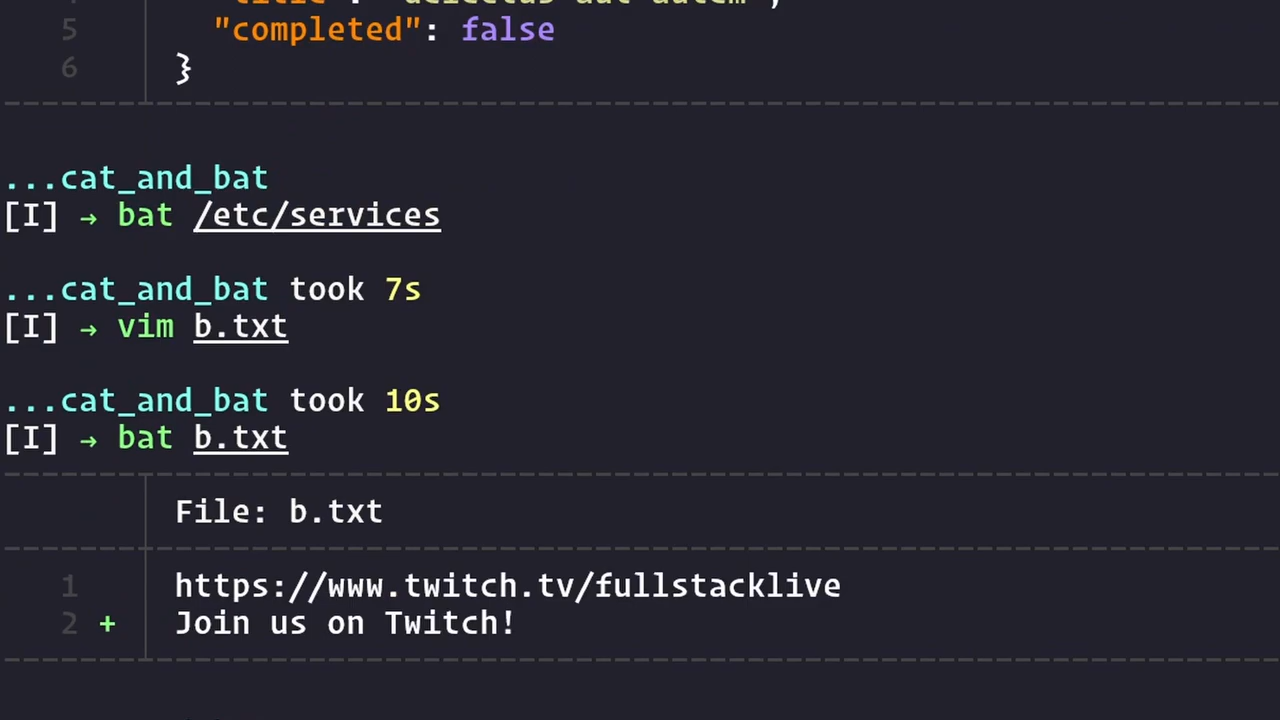 5 "completed": false
6 }
...cat_and_bat
[I] → bat /etc/services
...cat_and_bat took 7s
[I] → vim b.txt
...cat_and_bat took 10s
[I] → bat b.txt
File: b.txt
1 https://www.twitch.tv/fullstacklive
2 + Join us on Twitch!